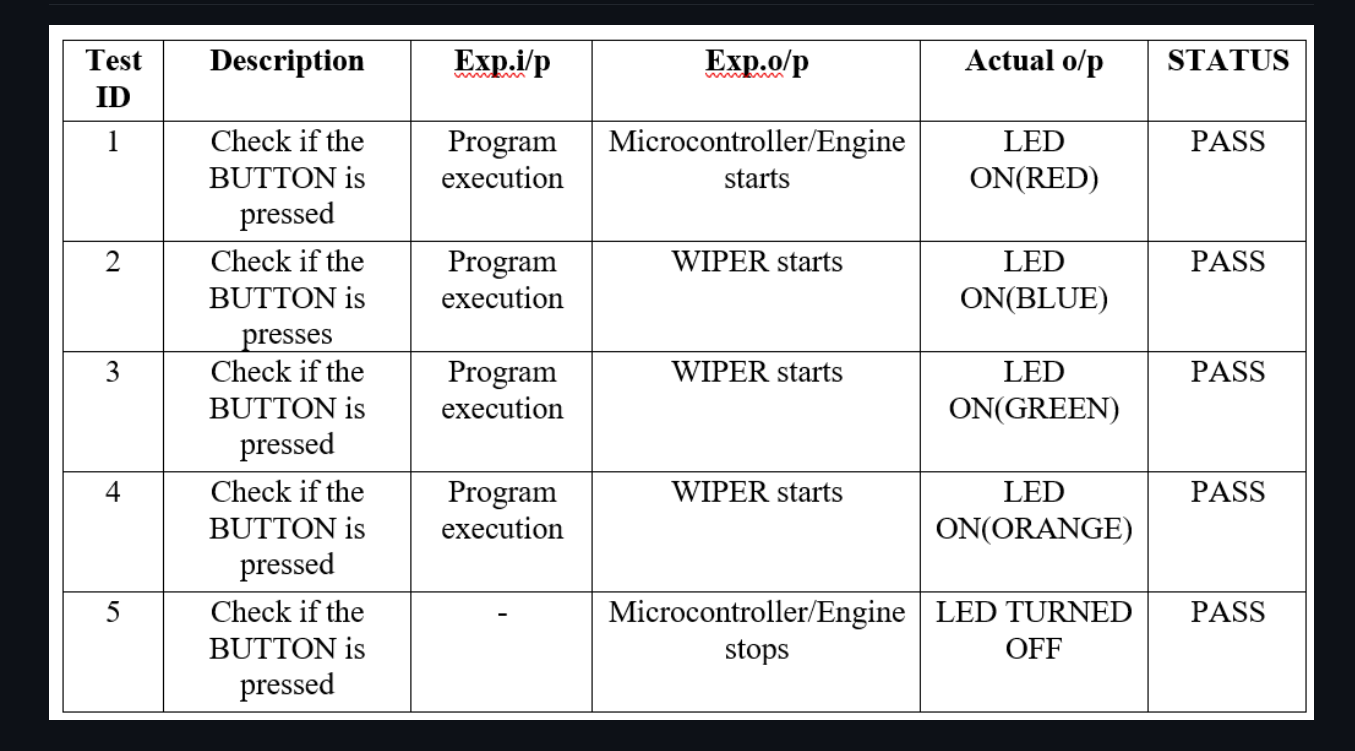 Test ID | Description | Exp.i/p | Exp.o/p | Actual o/p | STATUS
1 | Check if the BUTTON is pressed | Program execution | Microcontroller/Engine starts | LED ON(RED) | PASS
2 | Check if the BUTTON is presses | Program execution | WIPER starts | LED ON(BLUE) | PASS
3 | Check if the BUTTON is pressed | Program execution | WIPER starts | LED ON(GREEN) | PASS
4 | Check if the BUTTON is pressed | Program execution | WIPER starts | LED ON(ORANGE) | PASS
5 | Check if the BUTTON is pressed | - | Microcontroller/Engine stops | LED TURNED OFF | PASS